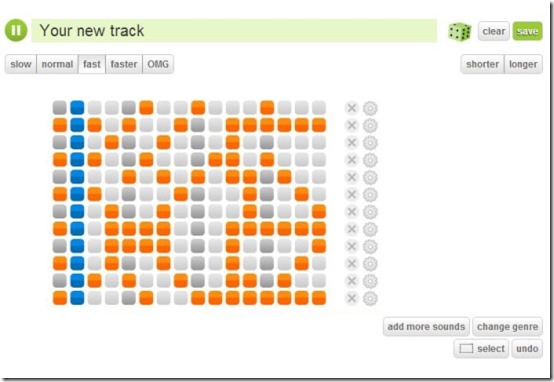 Your new track
clear save
slow normal fast faster OMG
shorter longer
add more sounds change genre
select undo